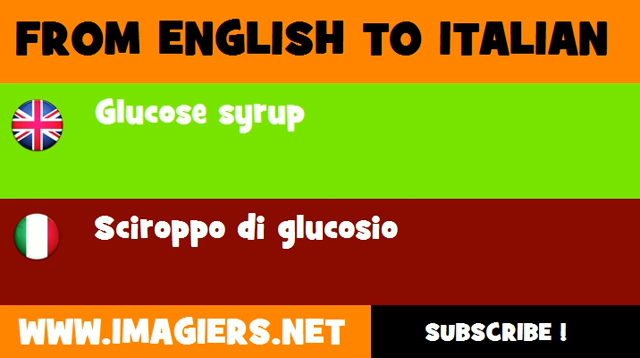 FROM ENGLISH TO ITALIAN
Glucose syrup
Sciroppo di glucosio
WWW.IMAGIERS.NET
SUBSCRIBE !